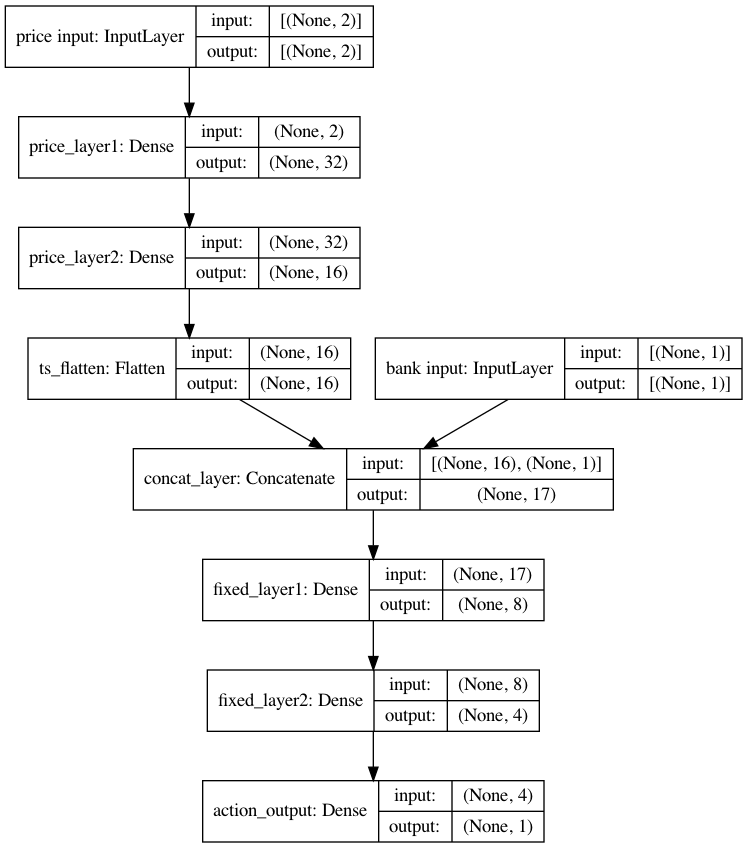 price input: InputLayer
input: [(None, 2)]
output: [(None, 2)]
price_layer1: Dense
input: (None, 2)
output: (None, 32)
price_layer2: Dense
input: (None, 32)
output: (None, 16)
ts_flatten: Flatten
input: (None, 16)
output: (None, 16)
bank input: InputLayer
input: [(None, 1)]
output: [(None, 1)]
concat_layer: Concatenate
input: [(None, 16), (None, 1)]
output: (None, 17)
fixed_layer1: Dense
input: (None, 17)
output: (None, 8)
fixed_layer2: Dense
input: (None, 8)
output: (None, 4)
action_output: Dense
input: (None, 4)
output: (None, 1)